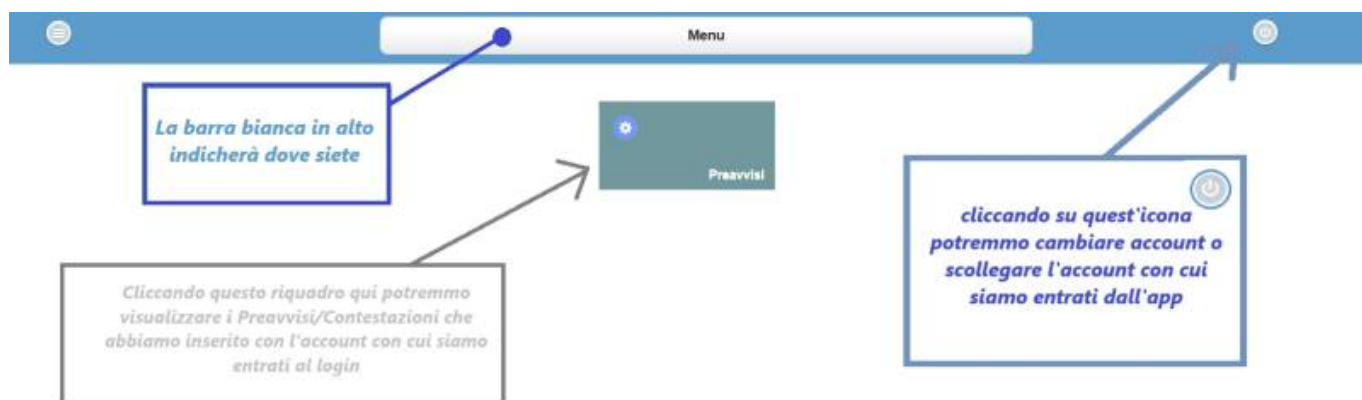 Menu
La barra bianca in alto
indicherà dove siete
Preavvisi
Cliccando questo riquadro qui potremmo
visualizzare i Preavvisi/Contestazioni che
abbiamo inserito con l'account con cui siamo
entrati al login
cliccando su quest'icona
potremmo cambiare account o
scollegare l'account con cui
siamo entrati dall'app